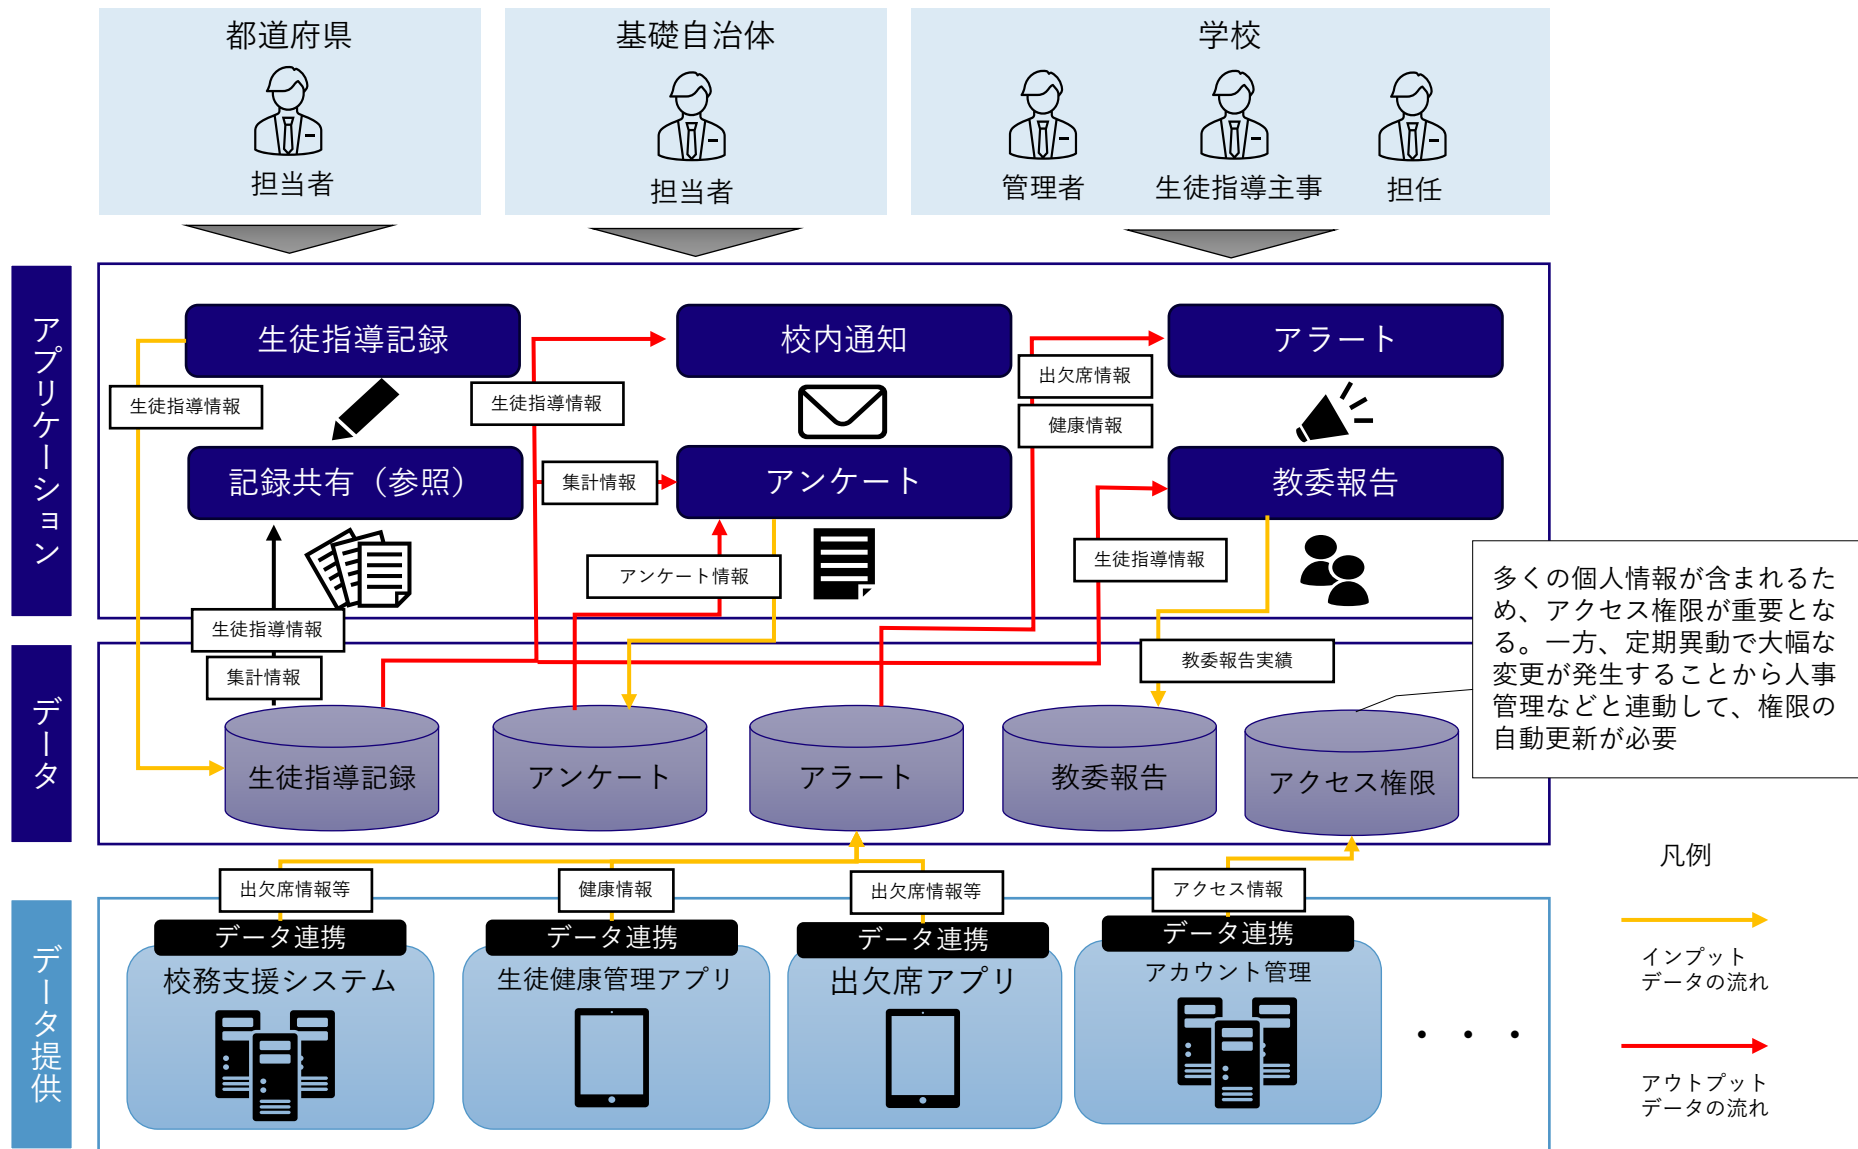 都道府県
担当者
基礎自治体
担当者
学校
管理者
生徒指導主事
担任
アプリケーション
生徒指導記録
校内通知
アラート
生徒指導情報
生徒指導情報
出欠席情報
健康情報
記録共有（参照）
集計情報
アンケート
教委報告
アンケート情報
生徒指導情報
生徒指導情報
集計情報
教委報告実績
多くの個人情報が含まれるた
め、アクセス権限が重要とな
る。一方、定期異動で大幅な
変更が発生することから人事
管理などと連動して、権限の
自動更新が必要
データ
生徒指導記録
アンケート
アラート
教委報告
アクセス権限
出欠席情報等
健康情報
出欠席情報等
アクセス情報
データ提供
データ連携
校務支援システム
データ連携
生徒健康管理アプリ
データ連携
出欠席アプリ
データ連携
アカウント管理
・・・
凡例
インプット
データの流れ
アウトプット
データの流れ